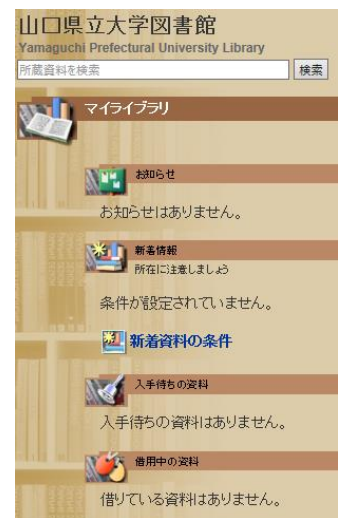 山口県立大学図書館
Yamaguchi Prefectural University Library
所蔵資料を検索
検索
マイライブラリ
お知らせ
お知らせはありません。
新着情報
所在に注意しましょう
条件が設定されていません。
新着資料の条件
入手待ちの資料
入手待ちの資料はありません。
借用中の資料
借りている資料はありません。